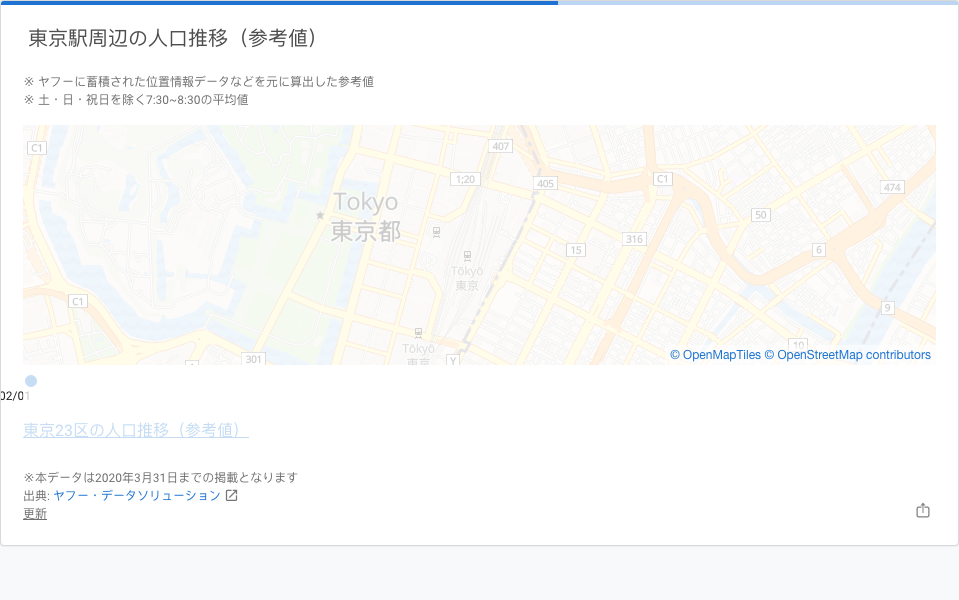 東京駅周辺の人口推移（参考値）
※ ヤフーに蓄積された位置情報データなどを元に算出した参考値
※ 土・日・祝日を除く7:30~8:30の平均値
C1
407
1;20
405
C1
474
Tokyo
東京都
50
316
15
6
Tōkyō
東京
C1
9
10
Tōkyō
東京
301
Y
© OpenMapTiles © OpenStreetMap contributors
02/01
東京23区の人口推移（参考値）
※本データは2020年3月31日までの掲載となります
出典: ヤフー・データソリューション
更新